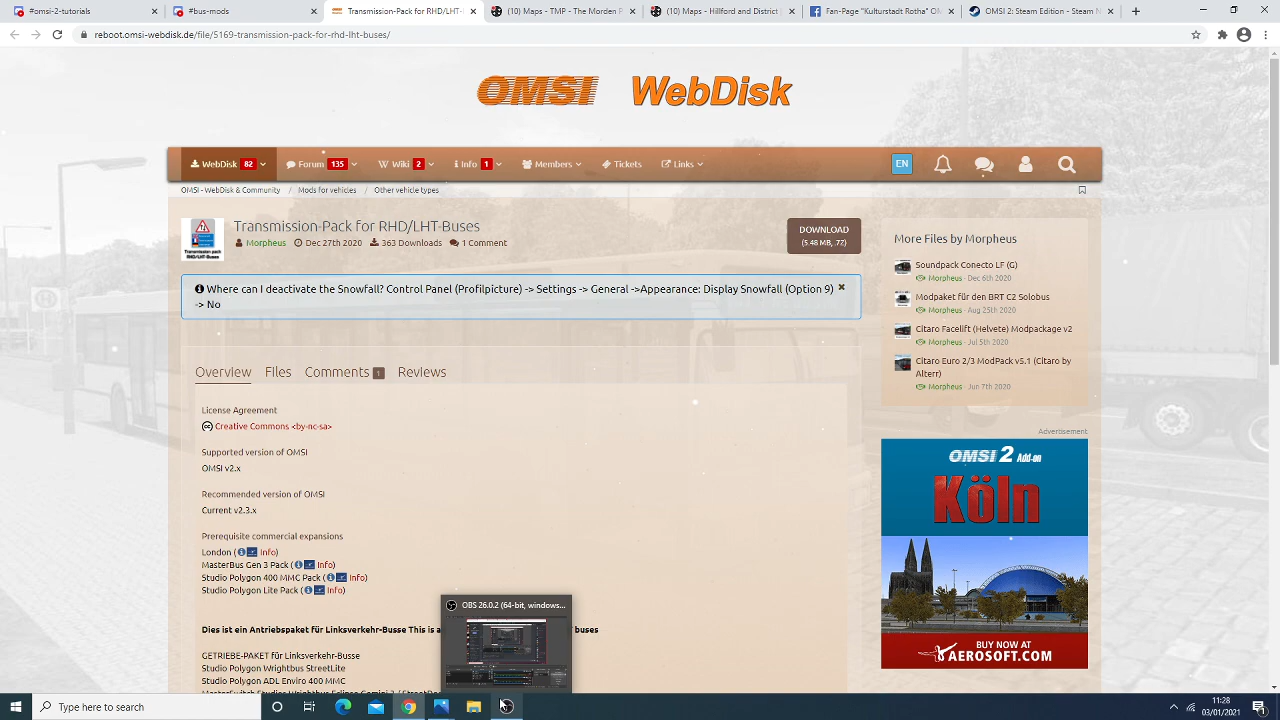 #omsi-2-tutorials
#bus-mods
Transmission-Pack for RHD/LHT-
(10) Maps - TMP - The Morden F
(10) Maps - Hillford and District
Fan-Page "Kulturstadt Rotha" OM
OMSI 2: Steam Edition - Steam N
reboot.omsi-webdisk.de/file/5169-transmission-pack-for-rhd-lht-buses/
OMSI WebDisk
WebDisk 82
Forum 135
Wiki 2
Info 1
Members
Tickets
Links
EN
OMSI - WebDisk & Community / Mods for vehicles / Other vehicle types
Transmission-Pack for RHD/LHT-Buses
Morpheus Dec 27th 2020 363 Downloads 1 Comment
Transmission pack
RHD/LHT-Buses
DOWNLOAD
(5.48 MB, .7z)
Where can I deactivate the Snowfall? Control Panel (Profilpicture) -> Settings -> General ->Appearance: Display Snowfall (Option 9)
-> No
Overview Files Comments 1 Reviews
License Agreement
Creative Commons <by-nc-sa>
Supported version of OMSI
OMSI v2.x
Recommended version of OMSI
Current v2.3.x
Prerequisite commercial expansions
London ( Info)
MasterBus Gen 3 Pack ( Info)
Studio Polygon 400 MMC Pack ( Info)
Studio Polygon Lite Pack ( Info)
Dies ist ein Antriebspaket für Linksverkehr-Busse This is a buses
GETRIEBE-PAKET für Linksverkehr-Busse
Studio Polygon Wrightbus StreetLite
Studio Polygon ADL Enviro 400 MMC
More Files by Morpheus
Soundpack Conecto LF (G)
Morpheus - Dec 6th 2020
Modpaket für den BRT C2 Solobus
Morpheus - Aug 25th 2020
Citaro Facelift (Helvete) Modpackage v2
Morpheus - Jul 5th 2020
Citaro Euro 2/3 ModPack v5.1 (Citaro by
Alterr)
Morpheus - Jun 7th 2020
Advertisement
OMSI 2 Add-on
Köln
BUY NOW AT
AEROSOFT.COM
OBS 26.0.2 (64-bit, windows...
Type here to search
11:28
03/01/2021
1